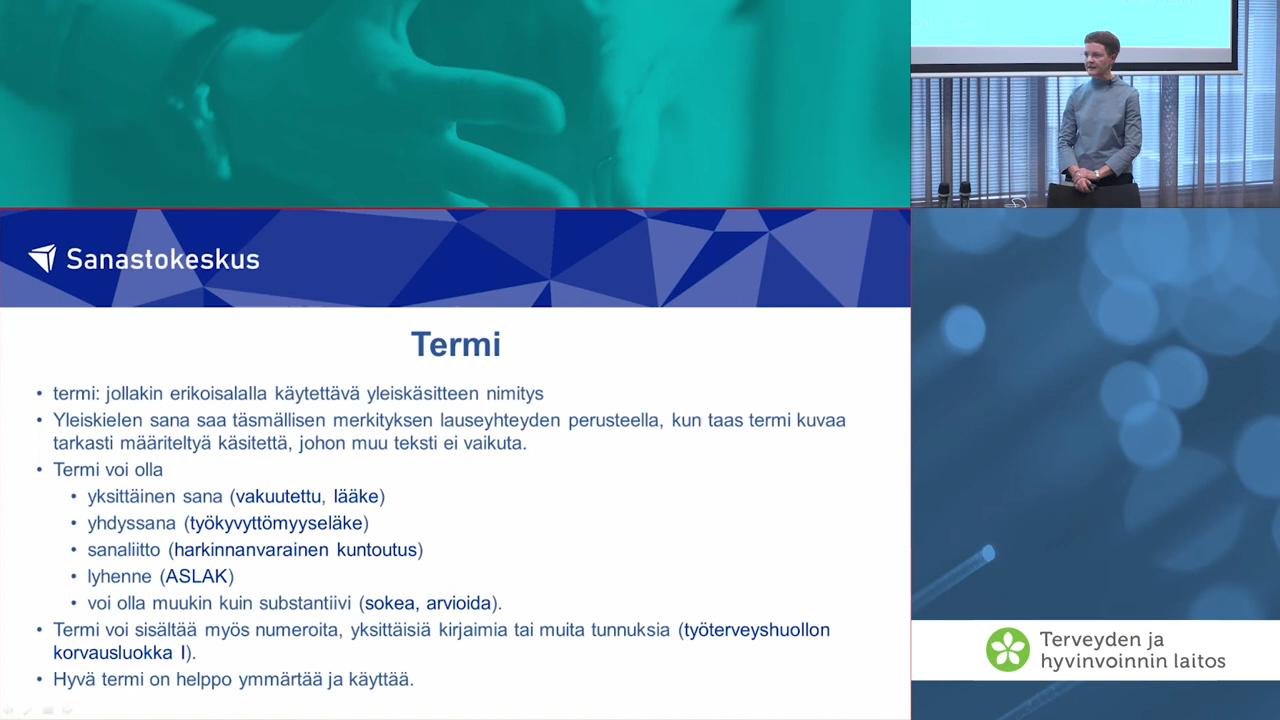 Sanastokeskus
Termi
• termi: jollakin erikoisalalla käytettävä yleiskäsitteen nimitys
• Yleiskielen sana saa täsmällisen merkityksen lauseyhteyden perusteella, kun taas termi kuvaa
tarkasti määriteltyä käsitettä, johon muu teksti ei vaikuta.
• Termi voi olla
• yksittäinen sana (vakuutettu, lääke)
• yhdyssana (työkyvyttömyyseläke)
• sanaliitto (harkinnanvarainen kuntoutus)
• lyhenne (ASLAK)
• voi olla muukin kuin substantiivi (sokea, arvioida).
• Termi voi sisältää myös numeroita, yksittäisiä kirjaimia tai muita tunnuksia (työterveyshuollon
korvausluokka I).
• Hyvä termi on helppo ymmärtää ja käyttää.
Terveyden ja
hyvinvoinnin laitos